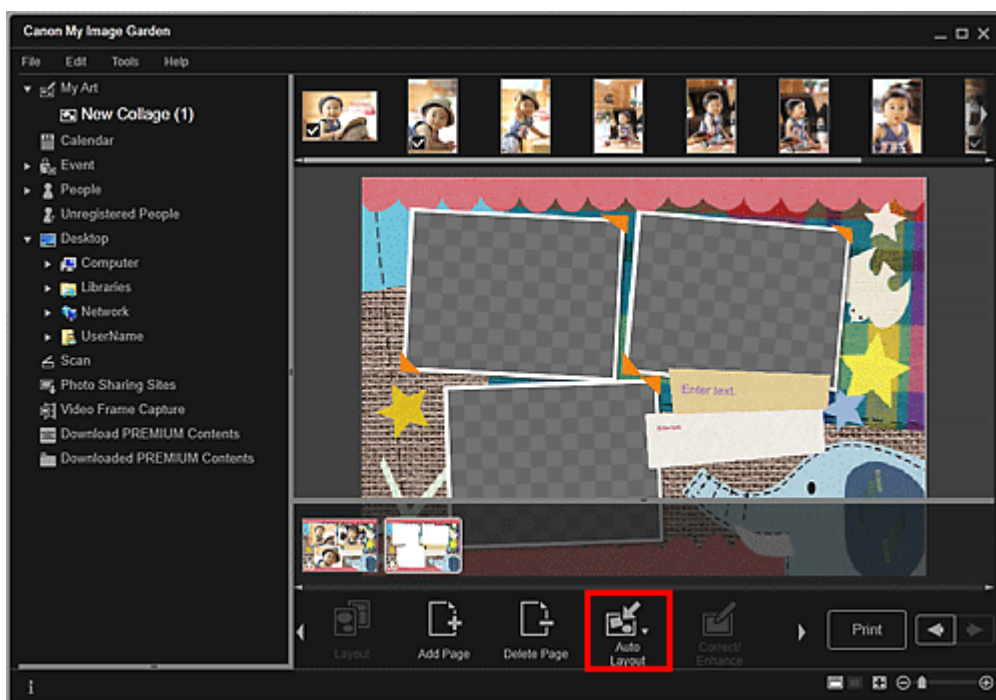 Canon My Image Garden
File Edit Tools Help
My Art
New Collage (1)
Calendar
Event
People
Unregistered People
Desktop
Computer
Libraries
Network
UserName
Scan
Photo Sharing Sites
Video Frame Capture
Download PREMIUM Contents
Downloaded PREMIUM Contents
Enter text.
Layout
Add Page
Delete Page
Auto
Layout
Correct/
Enhance
Print